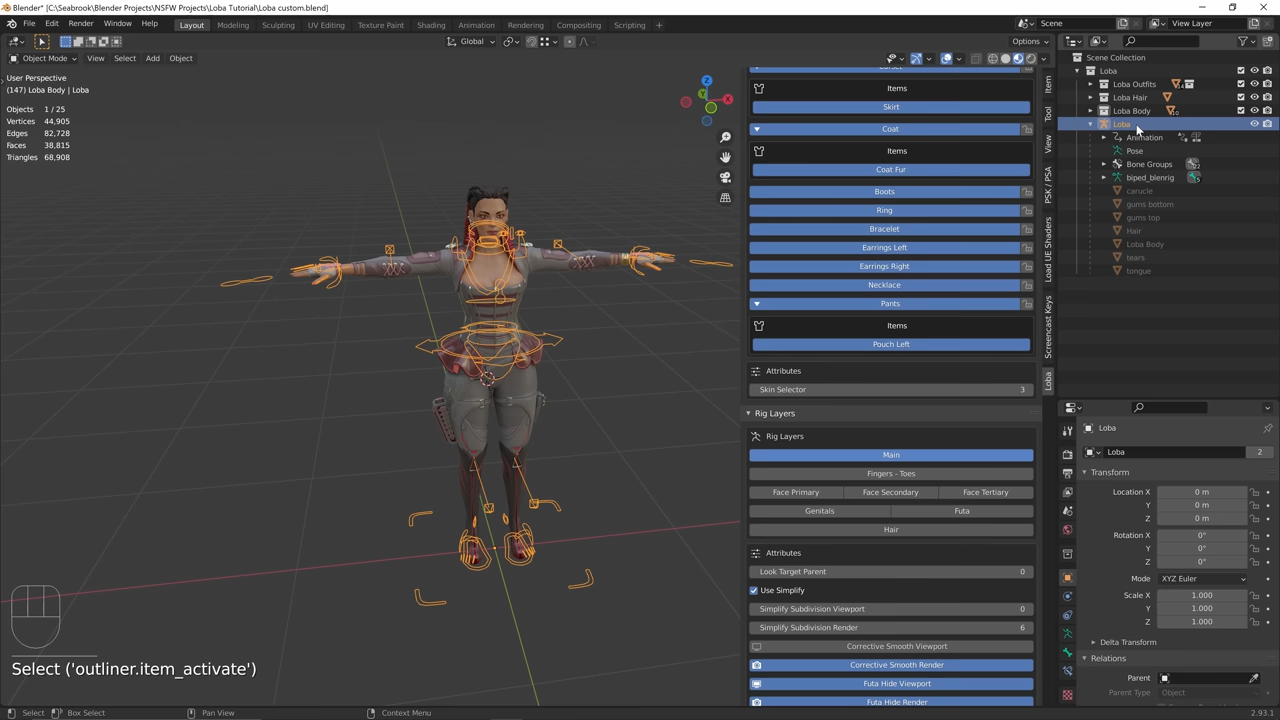 Blender* [C:\Seabrook\Blender Projects\NSFW Projects\Loba Tutorial\Loba custom.blend]
File Edit Render Window Help Layout Modeling Sculpting UV Editing Texture Paint Shading Animation Rendering Compositing Scripting Scene View Layer
Global Options
Object Mode View Select Add Object
User Perspective
(147) Loba Body | Loba
Objects 1 / 25
Vertices 44,905
Edges 82,728
Faces 38,815
Triangles 68,908
Z
X
Y
Items
Skirt
Coat
Items
Coat Fur
Boots
Ring
Bracelet
Earrings Left
Earrings Right
Necklace
Pants
Items
Pouch Left
Attributes
Skin Selector 3
Rig Layers
Rig Layers
Main
Fingers - Toes
Face Primary Face Secondary Face Tertiary
Genitals Futa
Hair
Attributes
Look Target Parent 0
Use Simplify
Simplify Subdivision Viewport 0
Simplify Subdivision Render 6
Corrective Smooth Viewport
Corrective Smooth Render
Futa Hide Viewport
Futa Hide Render
Item
Tool
View
PSK / PSA
Load UE Shaders
Screencast Keys
Loba
Scene Collection
Loba
Loba Outfits
Loba Hair
Loba Body
Loba
Animation
Pose
Bone Groups
biped_blenrig
carucle
gums bottom
gums top
Hair
Loba Body
tears
tongue
Loba
Loba 2
Transform
Location X 0 m
Y 0 m
Z 0 m
Rotation X 0°
Y 0°
Z 0°
Mode XYZ Euler
Scale X 1.000
Y 1.000
Z 1.000
Delta Transform
Relations
Parent
Parent Type Object
Select ('outliner.item_activate')
Select Box Select Pan View Context Menu 2.93.1